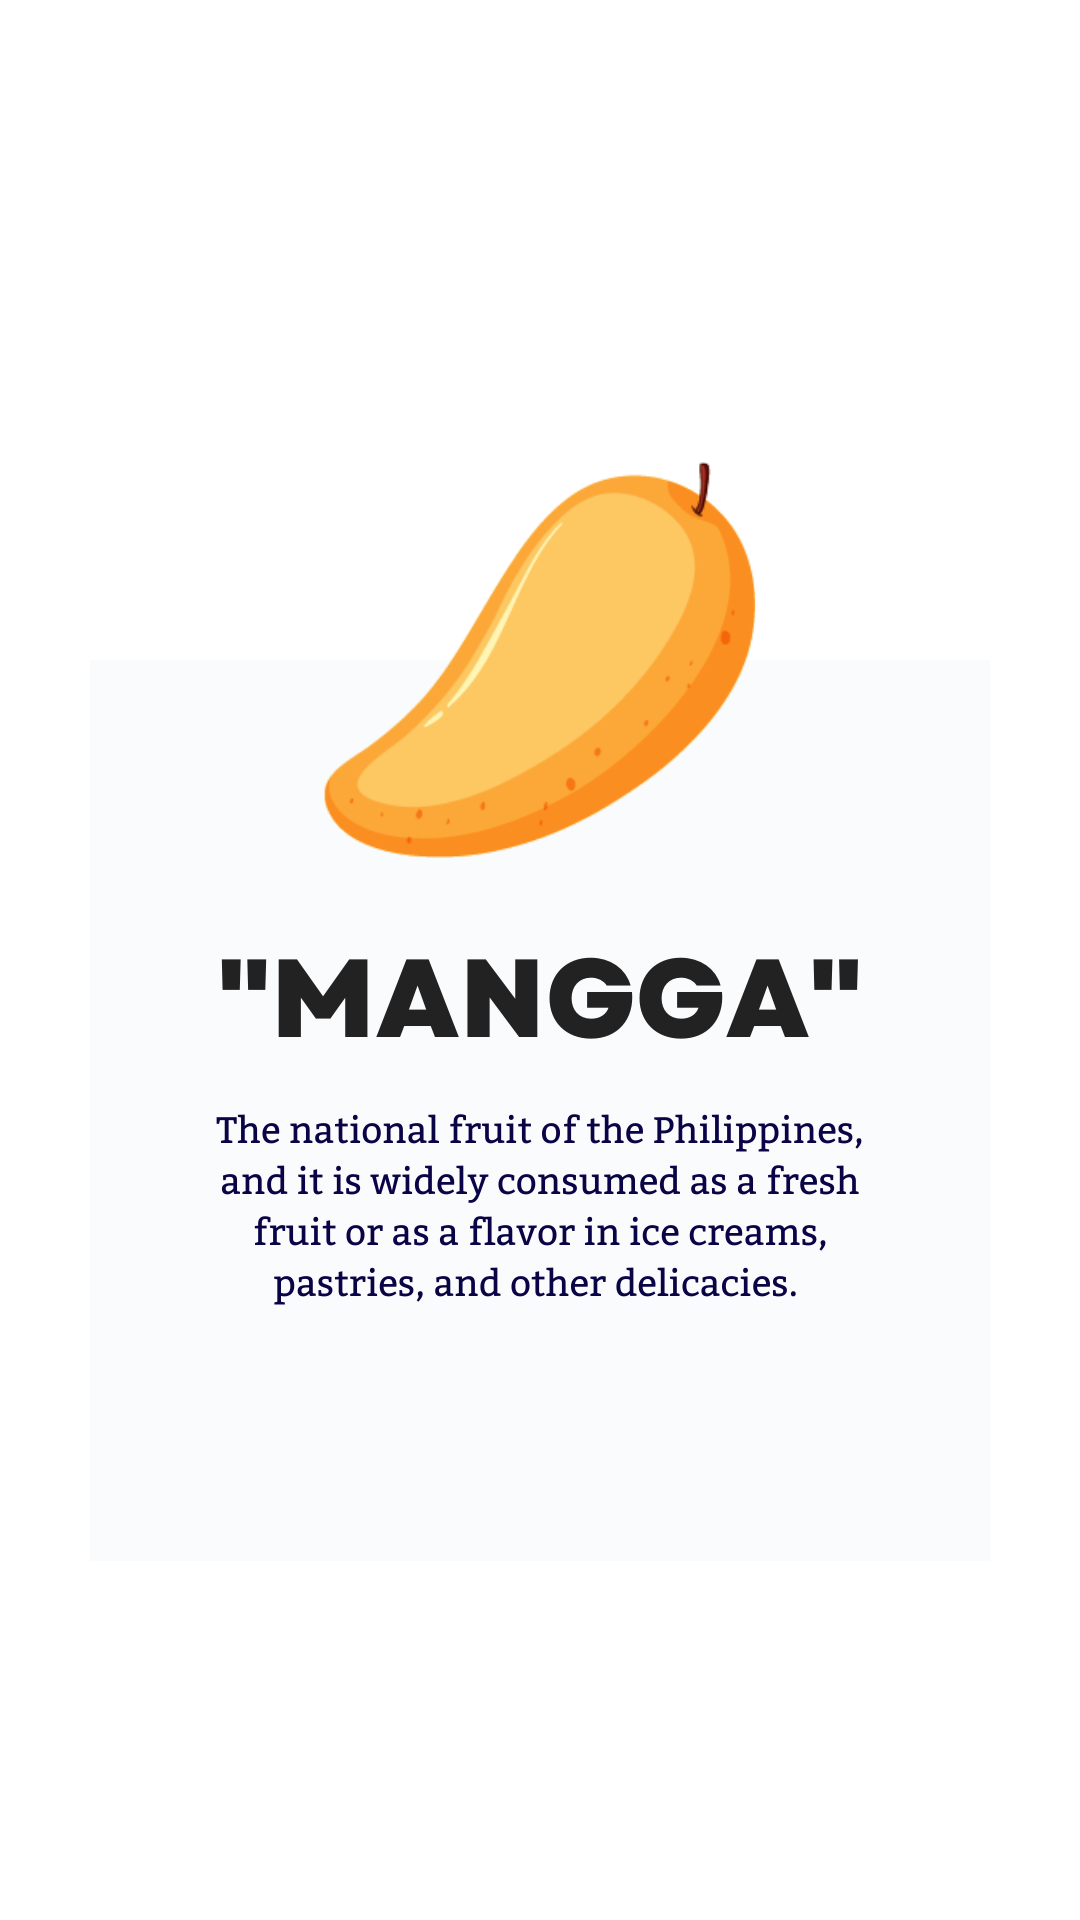 "MANGGA"
The national fruit of the Philippines,
and it is widely consumed as a fresh
fruit or as a flavor in ice creams,
pastries, and other delicacies.